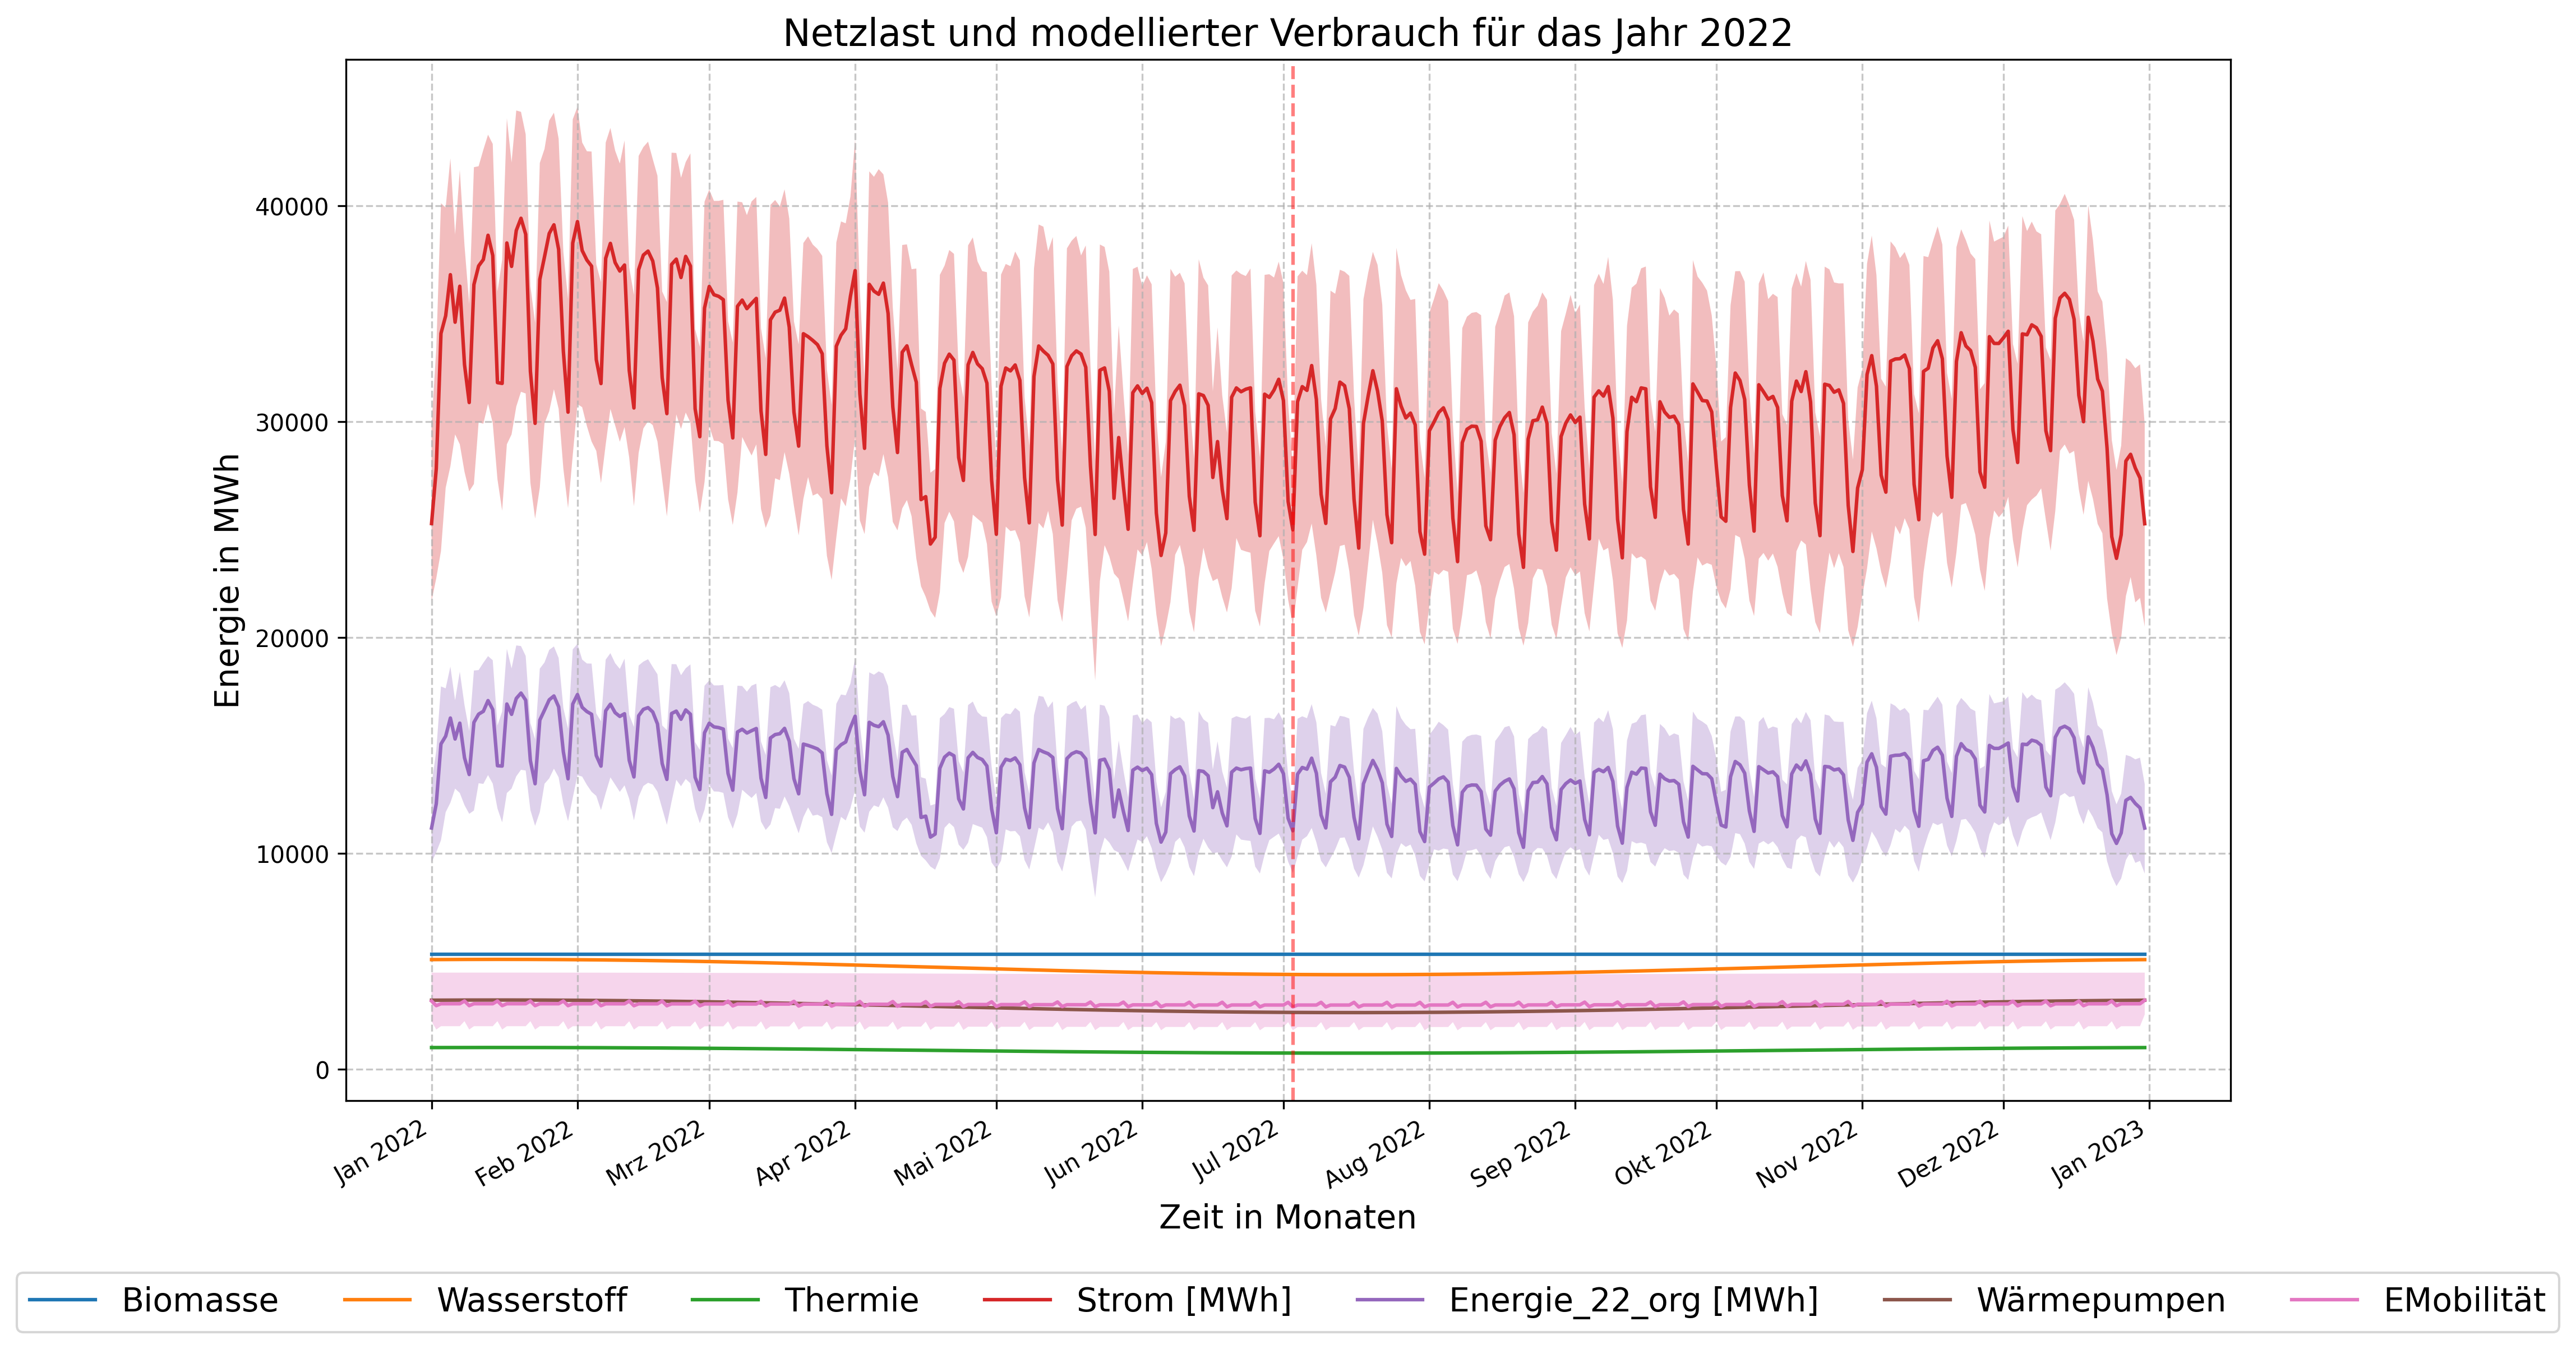 Netzlast und modellierter Verbrauch für das Jahr 2022
Energie in MWh
40000
30000
20000
10000
0
Jan 2022
Feb 2022
Mrz 2022
Apr 2022
Mai 2022
Jun 2022
Jul 2022
Aug 2022
Sep 2022
Okt 2022
Nov 2022
Dez 2022
Jan 2023
Zeit in Monaten
Biomasse
Wasserstoff
Thermie
Strom [MWh]
Energie_22_org [MWh]
Wärmepumpen
EMobilität